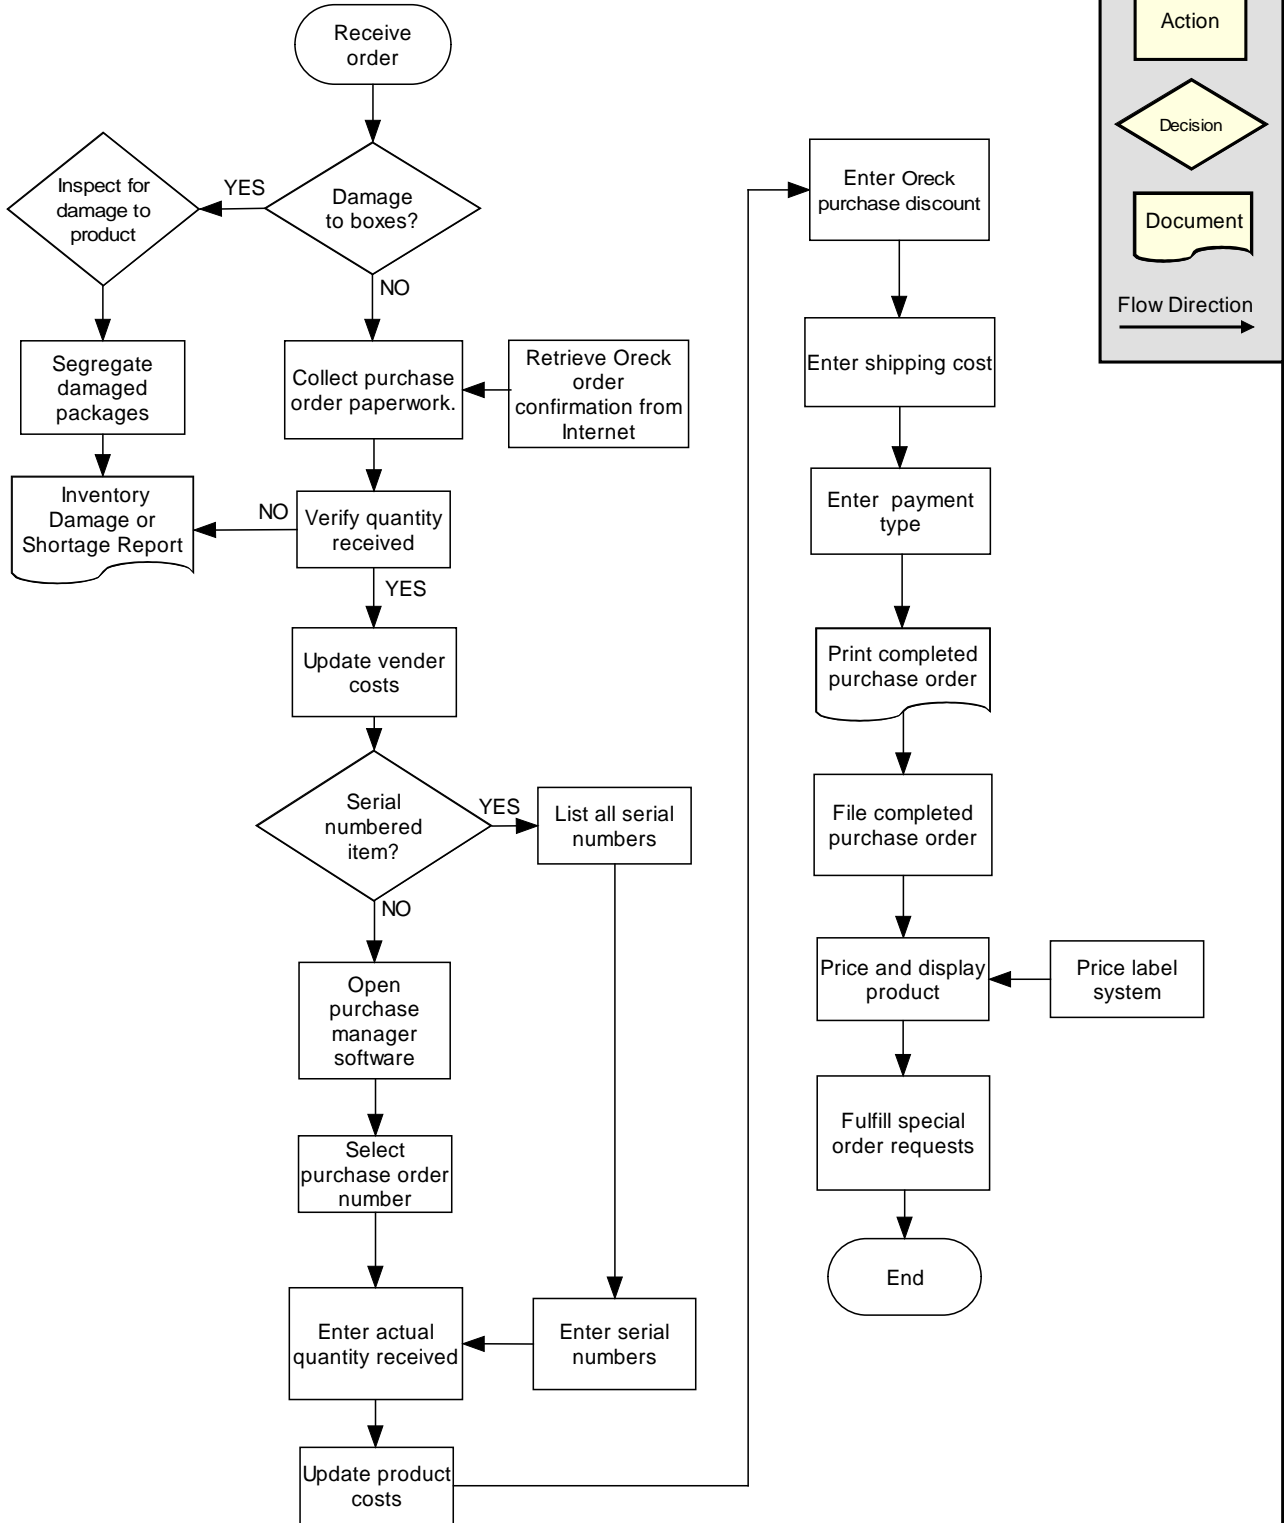 Receive
order
Damage
to boxes?
YES
Inspect for
damage to
product
Segregate
damaged
packages
Inventory
Damage or
Shortage Report
NO
Collect purchase
order paperwork.
Retrieve Oreck
order
confirmation from
Internet
Verify quantity
received
NO
YES
Update vender
costs
Serial
numbered
item?
YES
List all serial
numbers
NO
Open
purchase
manager
software
Select
purchase order
number
Enter actual
quantity received
Enter serial
numbers
Update product
costs
Enter Oreck
purchase discount
Enter shipping cost
Enter  payment
type
Print completed
purchase order
File completed
purchase order
Price and display
product
Price label
system
Fulfill special
order requests
End
Action
Decision
Document
Flow Direction